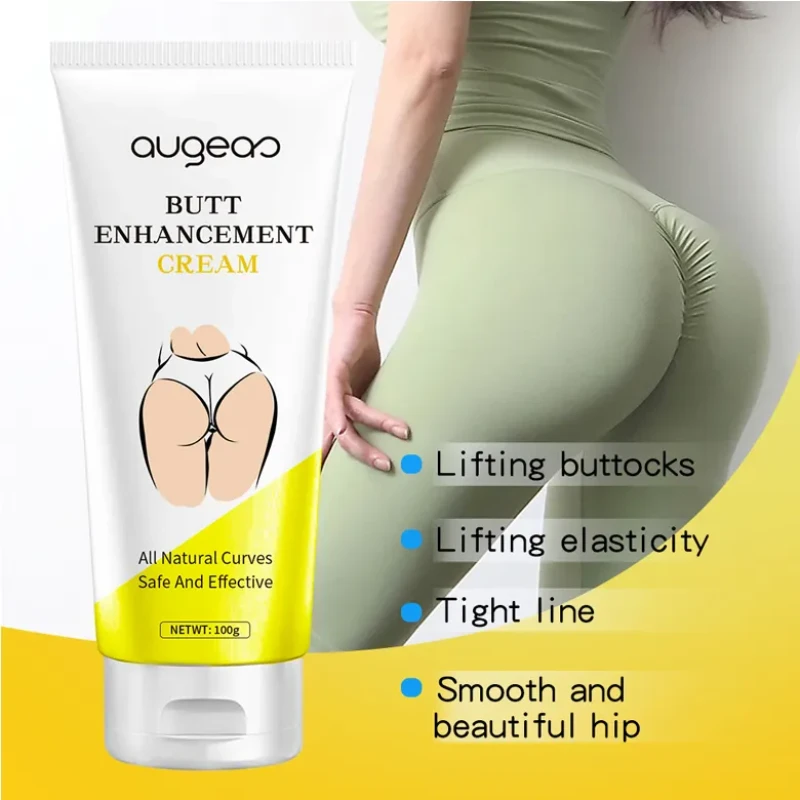 augeas
BUTT
ENHANCEMENT
CREAM
All Natural Curves
Safe And Effective
NETWT: 100g
Lifting buttocks
Lifting elasticity
Tight line
Smooth and
beautiful hip